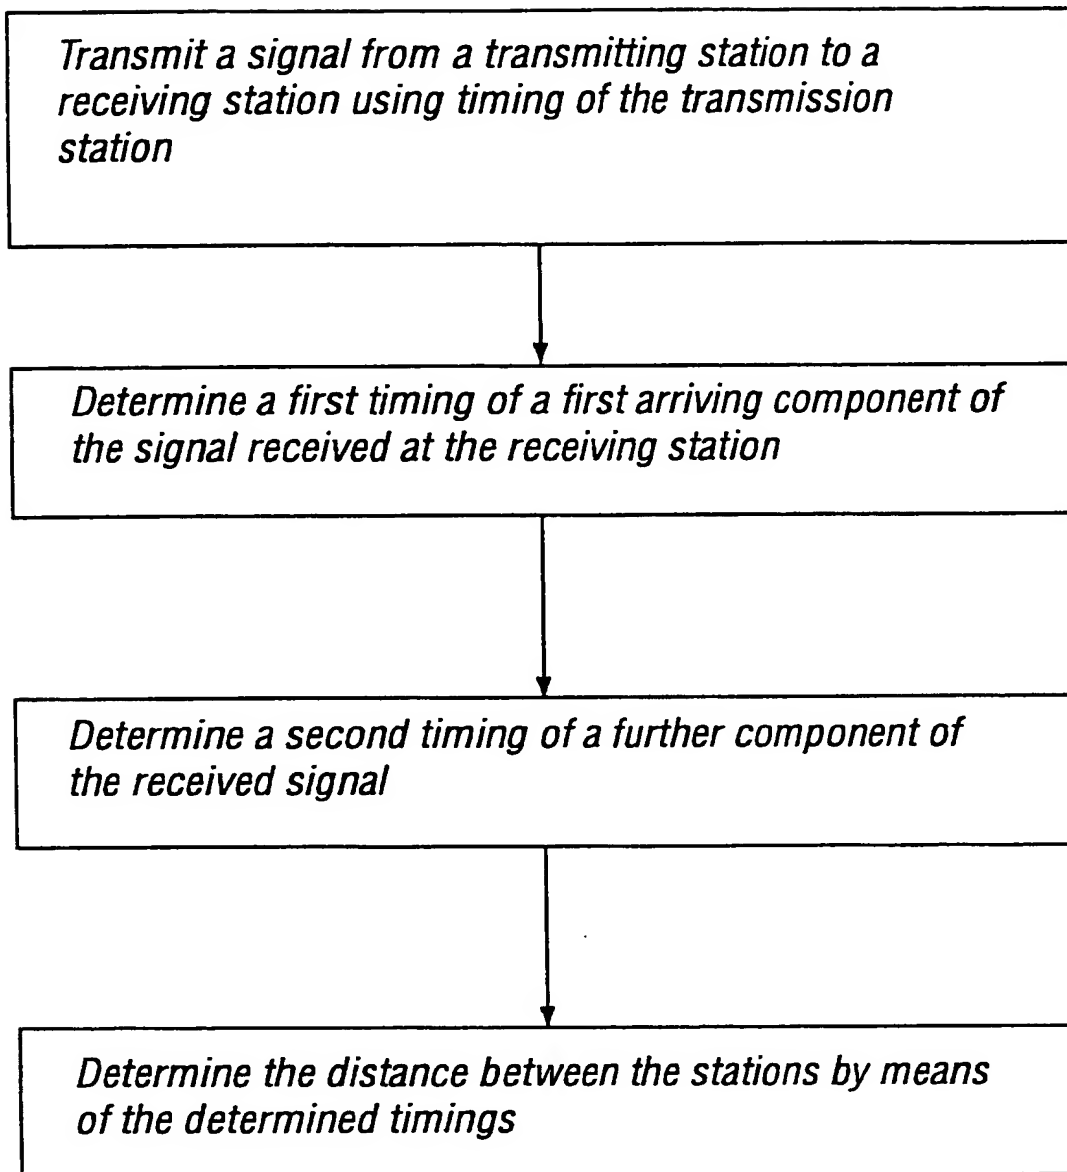 Transmit a signal from a transmitting station to a
receiving station using timing of the transmission
station
Determine a first timing of a first arriving component of
the signal received at the receiving station
Determine a second timing of a further component of
the received signal
Determine the distance between the stations by means
of the determined timings